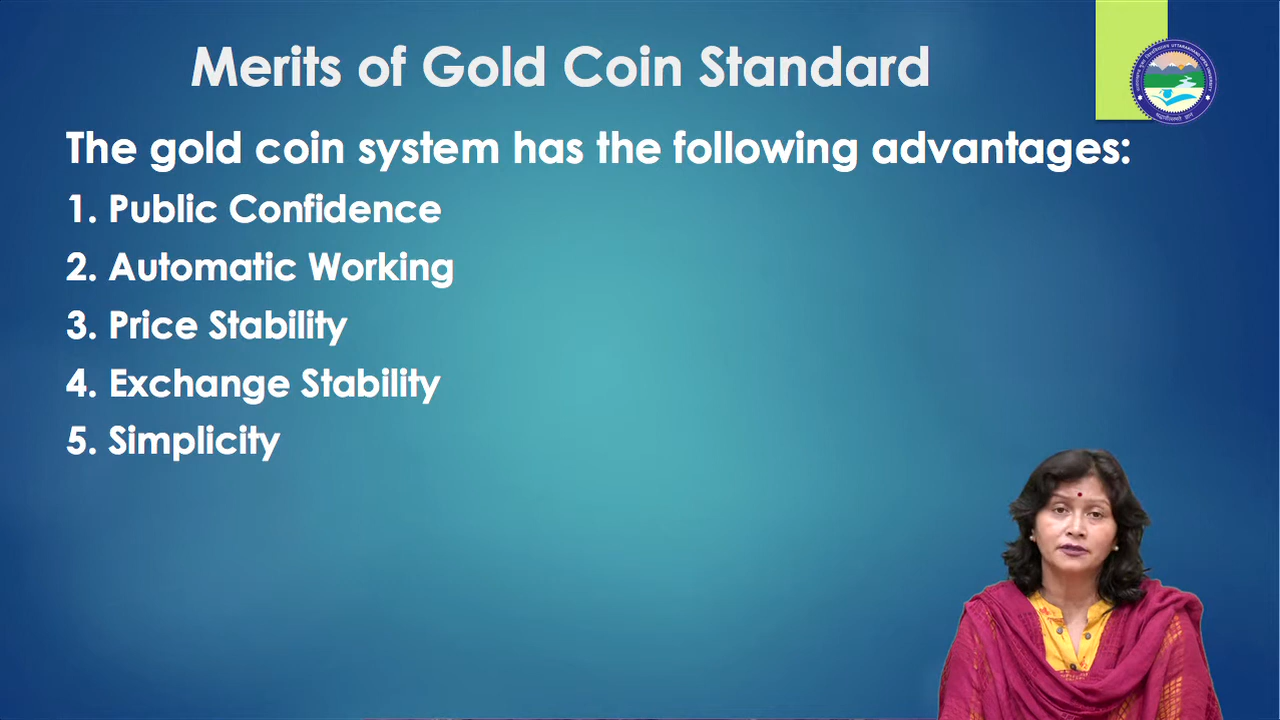 Merits of Gold Coin Standard
The gold coin system has the following advantages:
1. Public Confidence
2. Automatic Working
3. Price Stability
4. Exchange Stability
5. Simplicity